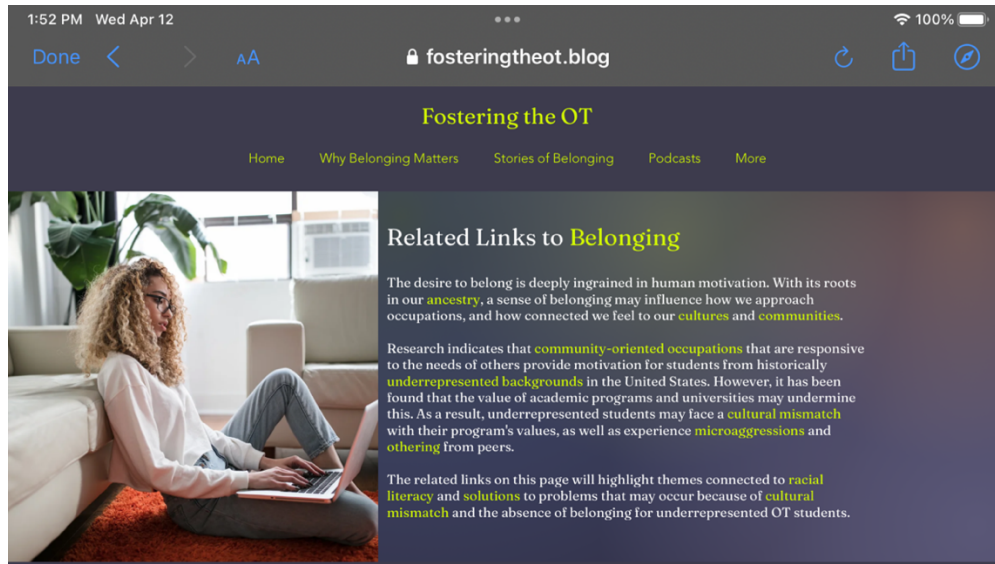 1:52 PM Wed Apr 12
100%
Done
AA
fosteringtheot.blog
Fostering the OT
Home Why Belonging Matters Stories of Belonging Podcasts More
Related Links to Belonging
The desire to belong is deeply ingrained in human motivation. With its roots
in our ancestry, a sense of belonging may influence how we approach
occupations, and how connected we feel to our cultures and communities.
Research indicates that community-oriented occupations that are responsive
to the needs of others provide motivation for students from historically
underrepresented backgrounds in the United States. However, it has been
found that the value of academic programs and universities may undermine
this. As a result, underrepresented students may face a cultural mismatch
with their program's values, as well as experience microaggressions and
othering from peers.
The related links on this page will highlight themes connected to racial
literacy and solutions to problems that may occur because of cultural
mismatch and the absence of belonging for underrepresented OT students.